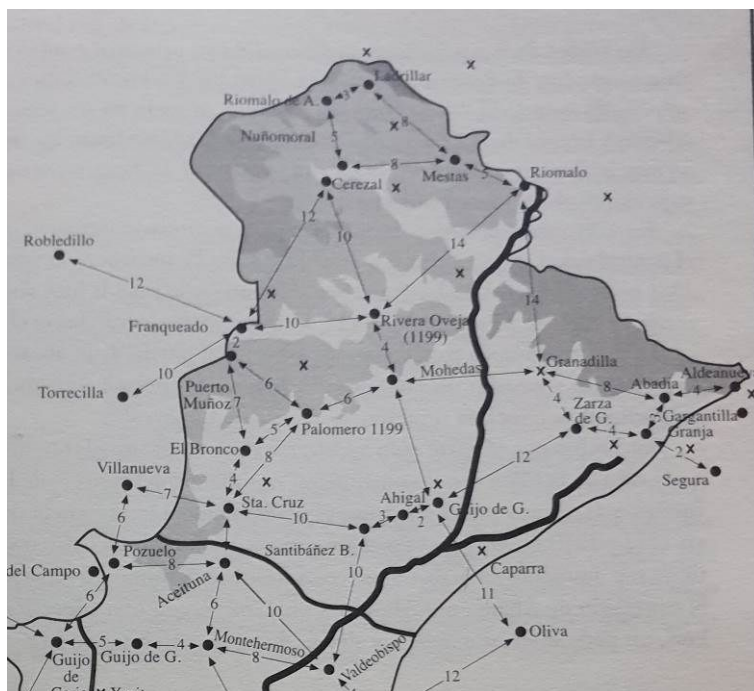 Ladrillar
Riomalo de A.
3
Nuñomoral
5
8
8
Mestas
5
Riomalo
Cerezal
12
10
14
Robledillo
12
14
Franqueado
10
Rivera Oveja
(1199)
2
4
10
Mohedas
Granadilla
Aldeanueva
Puerto
Muñoz
7
6
6
8
Abadía
4
Torrecilla
4
Zarza
de G.
3
Gargantilla
Palomero 1199
5
4
Granja
El Bronco
8
2
Segura
Villanueva
4
12
7
Sta. Cruz
10
Ahigal
3
2
Guijo de G.
6
Santibáñez B.
Pozuelo
8
10
Caparra
del Campo
Aceituna
6
6
10
11
Oliva
5
Guijo de G.
4
Montehermoso
8
Valdeobispo
12
Guijo
de